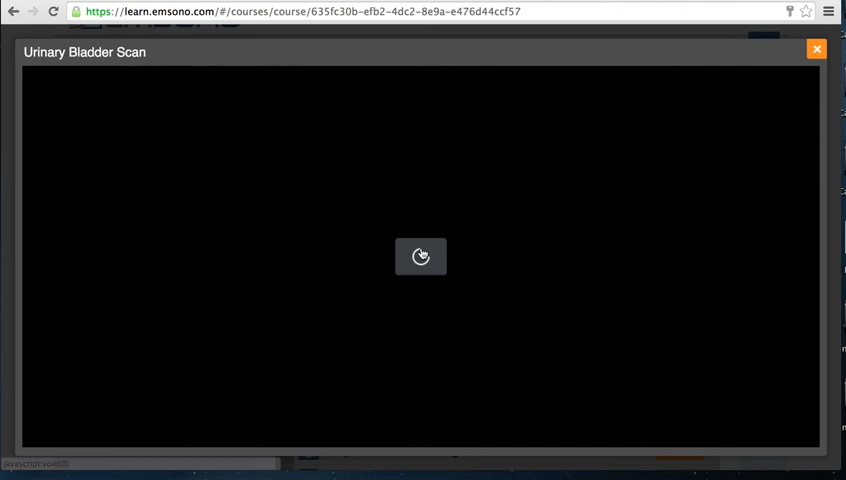 https://learn.emsono.com/#/courses/course/635fc30b-efb2-4dc2-8e9a-e476d44ccf57
Urinary Bladder Scan
javascript:void(0)